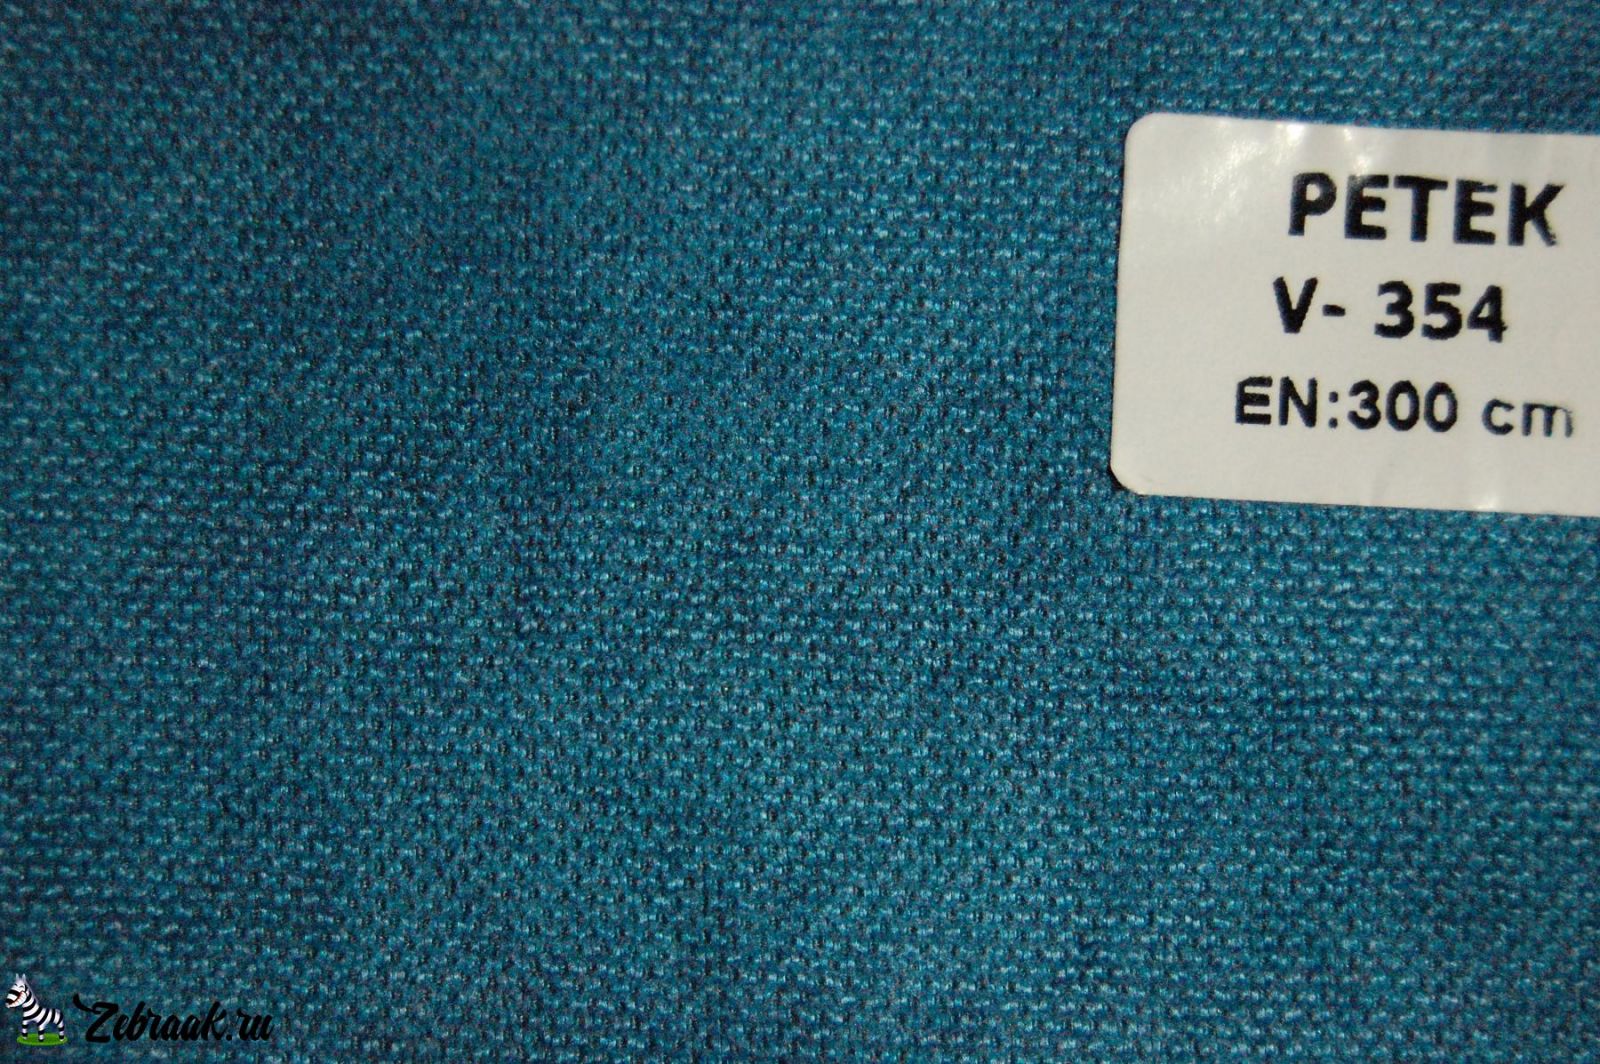 PETEK
V- 354
EN:300 cm
Zebraak.ru